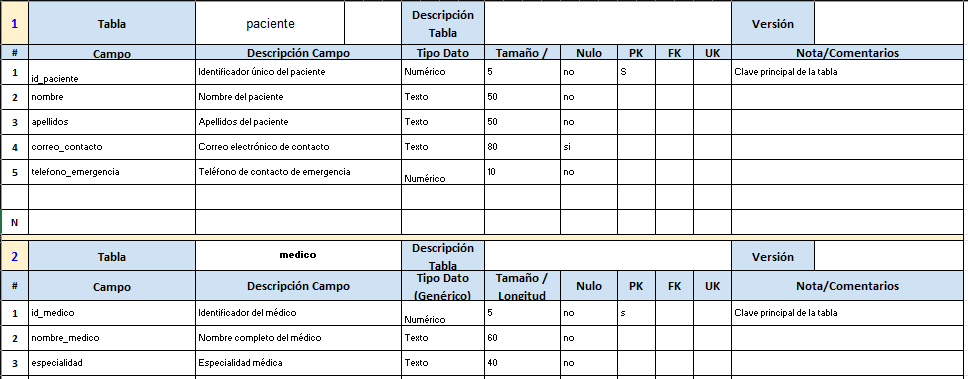 1 Tabla paciente Descripción Tabla Versión
# Campo Descripción Campo Tipo Dato Tamaño / Nulo PK FK UK Nota/Comentarios
1 id_paciente Identificador único del paciente Numérico 5 no S Clave principal de la tabla
2 nombre Nombre del paciente Texto 50 no
3 apellidos Apellidos del paciente Texto 50 no
4 correo_contacto Correo electrónico de contacto Texto 80 si
5 telefono_emergencia Teléfono de contacto de emergencia Numérico 10 no
N
2 Tabla medico Descripción Tabla Versión
# Campo Descripción Campo Tipo Dato (Genérico) Tamaño / Longitud Nulo PK FK UK Nota/Comentarios
1 id_medico Identificador del médico Numérico 5 no s Clave principal de la tabla
2 nombre_medico Nombre completo del médico Texto 60 no
3 especialidad Especialidad médica Texto 40 no